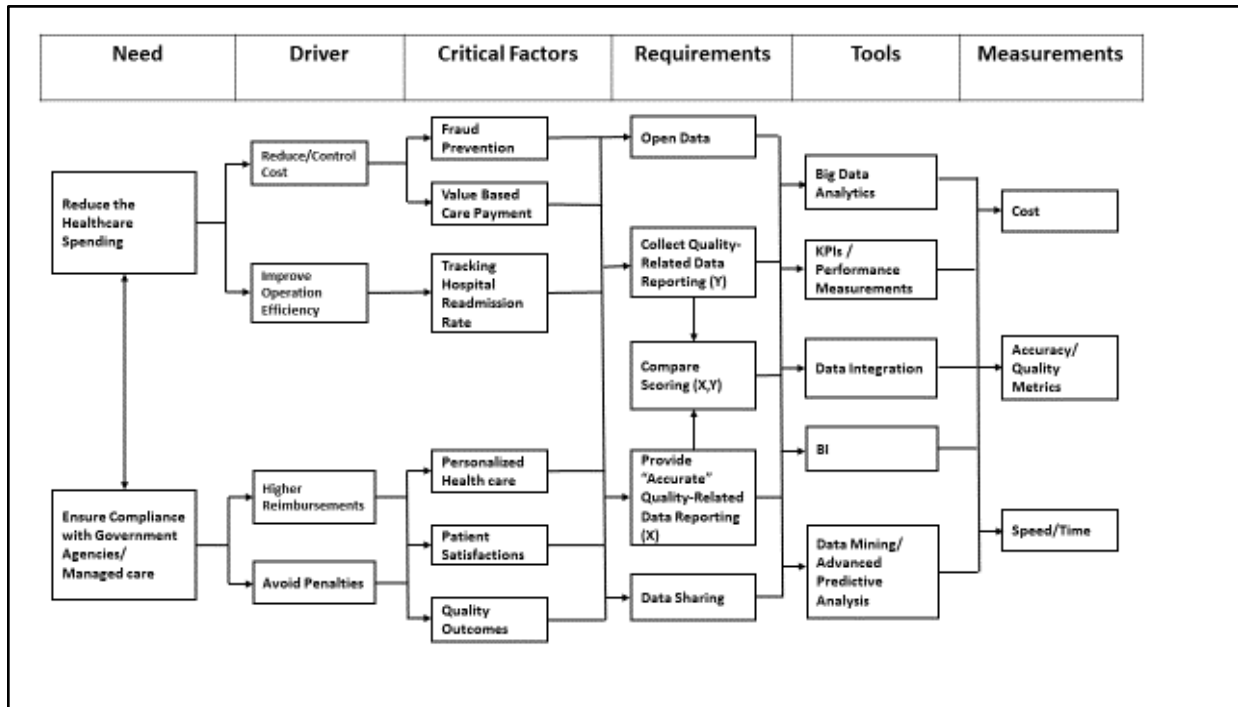 Need
Driver
Critical Factors
Requirements
Tools
Measurements
Reduce the
Healthcare
Spending
Ensure Compliance
with Government
Agencies/
Managed care
Reduce/Control
Cost
Improve
Operation
Efficiency
Higher
Reimbursements
Avoid Penalties
Fraud
Prevention
Value Based
Care Payment
Tracking
Hospital
Readmission
Rate
Personalized
Health care
Patient
Satisfactions
Quality
Outcomes
Open Data
Collect Quality-
Related Data
Reporting (Y)
Compare
Scoring (X,Y)
Provide
"Accurate"
Quality-Related
Data Reporting
(X)
Data Sharing
Big Data
Analytics
KPIs /
Performance
Measurements
Data Integration
BI
Data Mining/
Advanced
Predictive
Analysis
Cost
Accuracy/
Quality
Metrics
Speed/Time